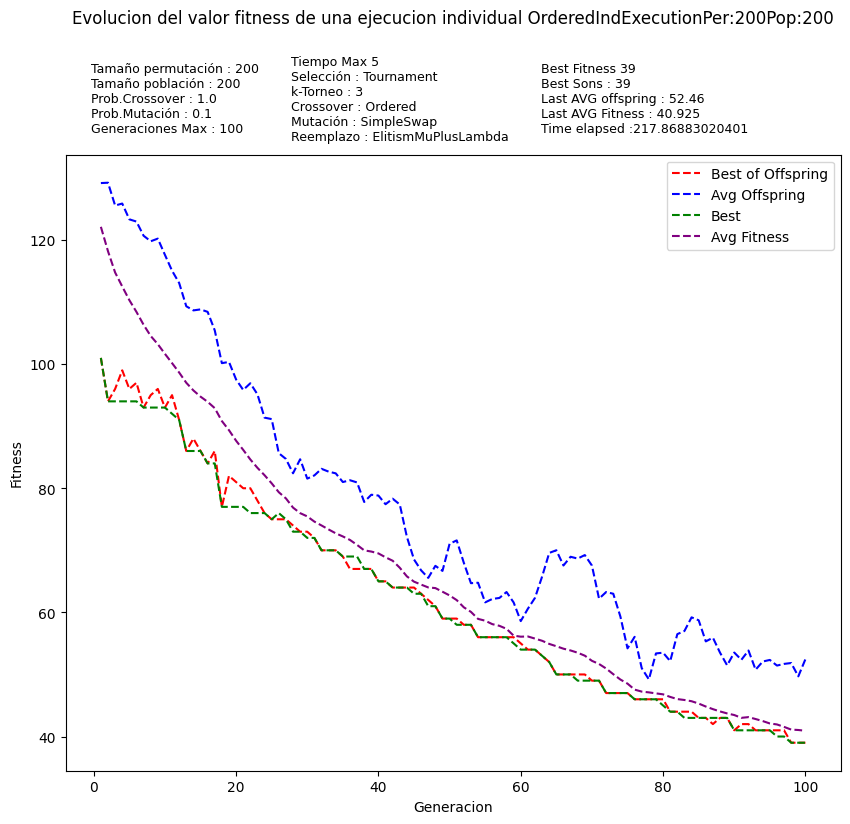 Evolucion del valor fitness de una ejecucion individual OrderedIndExecutionPer:200Pop:200
Tamaño permutación : 200
Tamaño población : 200
Prob.Crossover : 1.0
Prob.Mutación : 0.1
Generaciones Max : 100
Tiempo Max 5
Selección : Tournament
k-Torneo : 3
Crossover : Ordered
Mutación : SimpleSwap
Reemplazo : ElitismMuPlusLambda
Best Fitness 39
Best Sons : 39
Last AVG offspring : 52.46
Last AVG Fitness : 40.925
Time elapsed :217.86883020401
Best of Offspring
Avg Offspring
Best
Avg Fitness
120
100
80
60
40
Fitness
0
20
40
60
80
100
Generacion